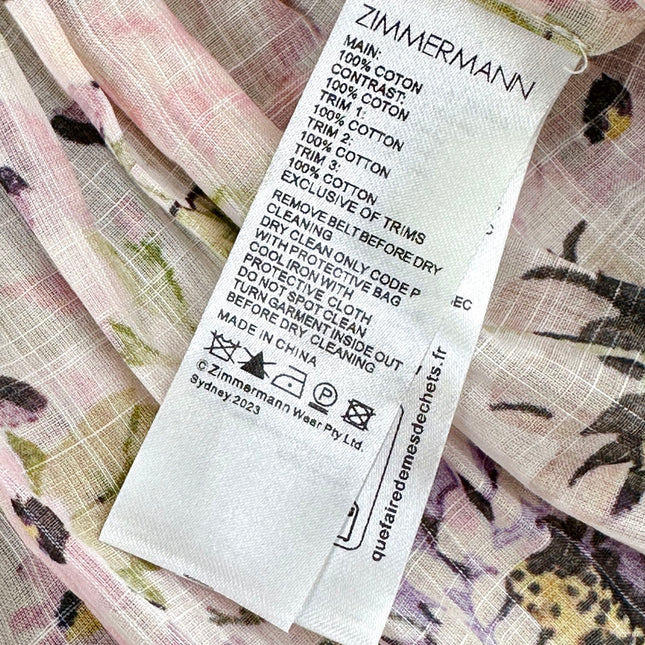 ZIMMERMANN
MAIN:
100% COTON
CONTRAST:
100% COTON
TRIM 1:
100% COTTON
TRIM 2:
100% COTTON
TRIM 3:
100% COTTON
EXCLUSIVE OF TRIMS
REMOVE BELT BEFORE DRY
CLEANING
DRY CLEAN ONLY CODE P
WITH PROTECTIVE BAG
COOL IRON WITH
PROTECTIVE CLOTH
DO NOT SPOT CLEAN
TURN GARMENT INSIDE OUT
BEFORE DRY CLEANING
MADE IN CHINA
P
© Zimmermann Wear Pty Ltd.
Sydney 2023
EC
quefairedemesdechets.fr